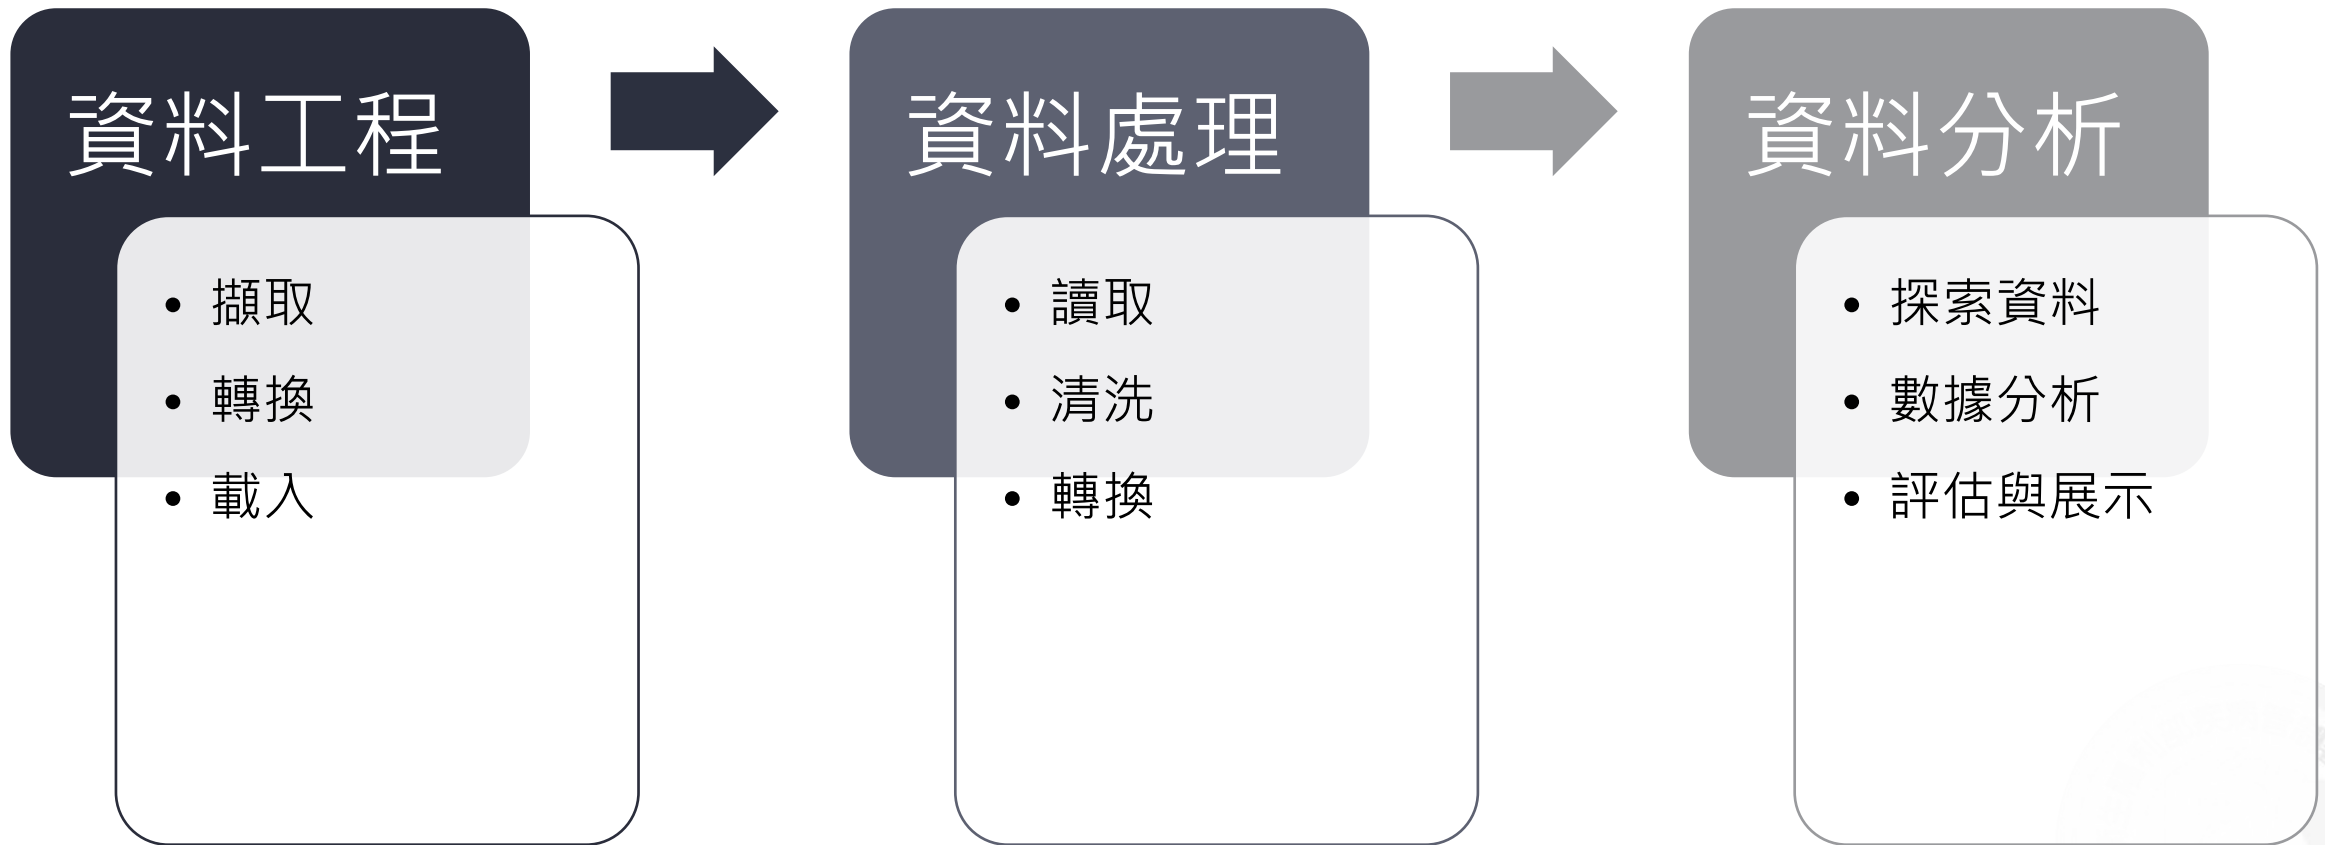 資料工程
• 擷取
• 轉換
• 載入
資料處理
• 讀取
• 清洗
• 轉換
資料分析
• 探索資料
• 數據分析
• 評估與展示